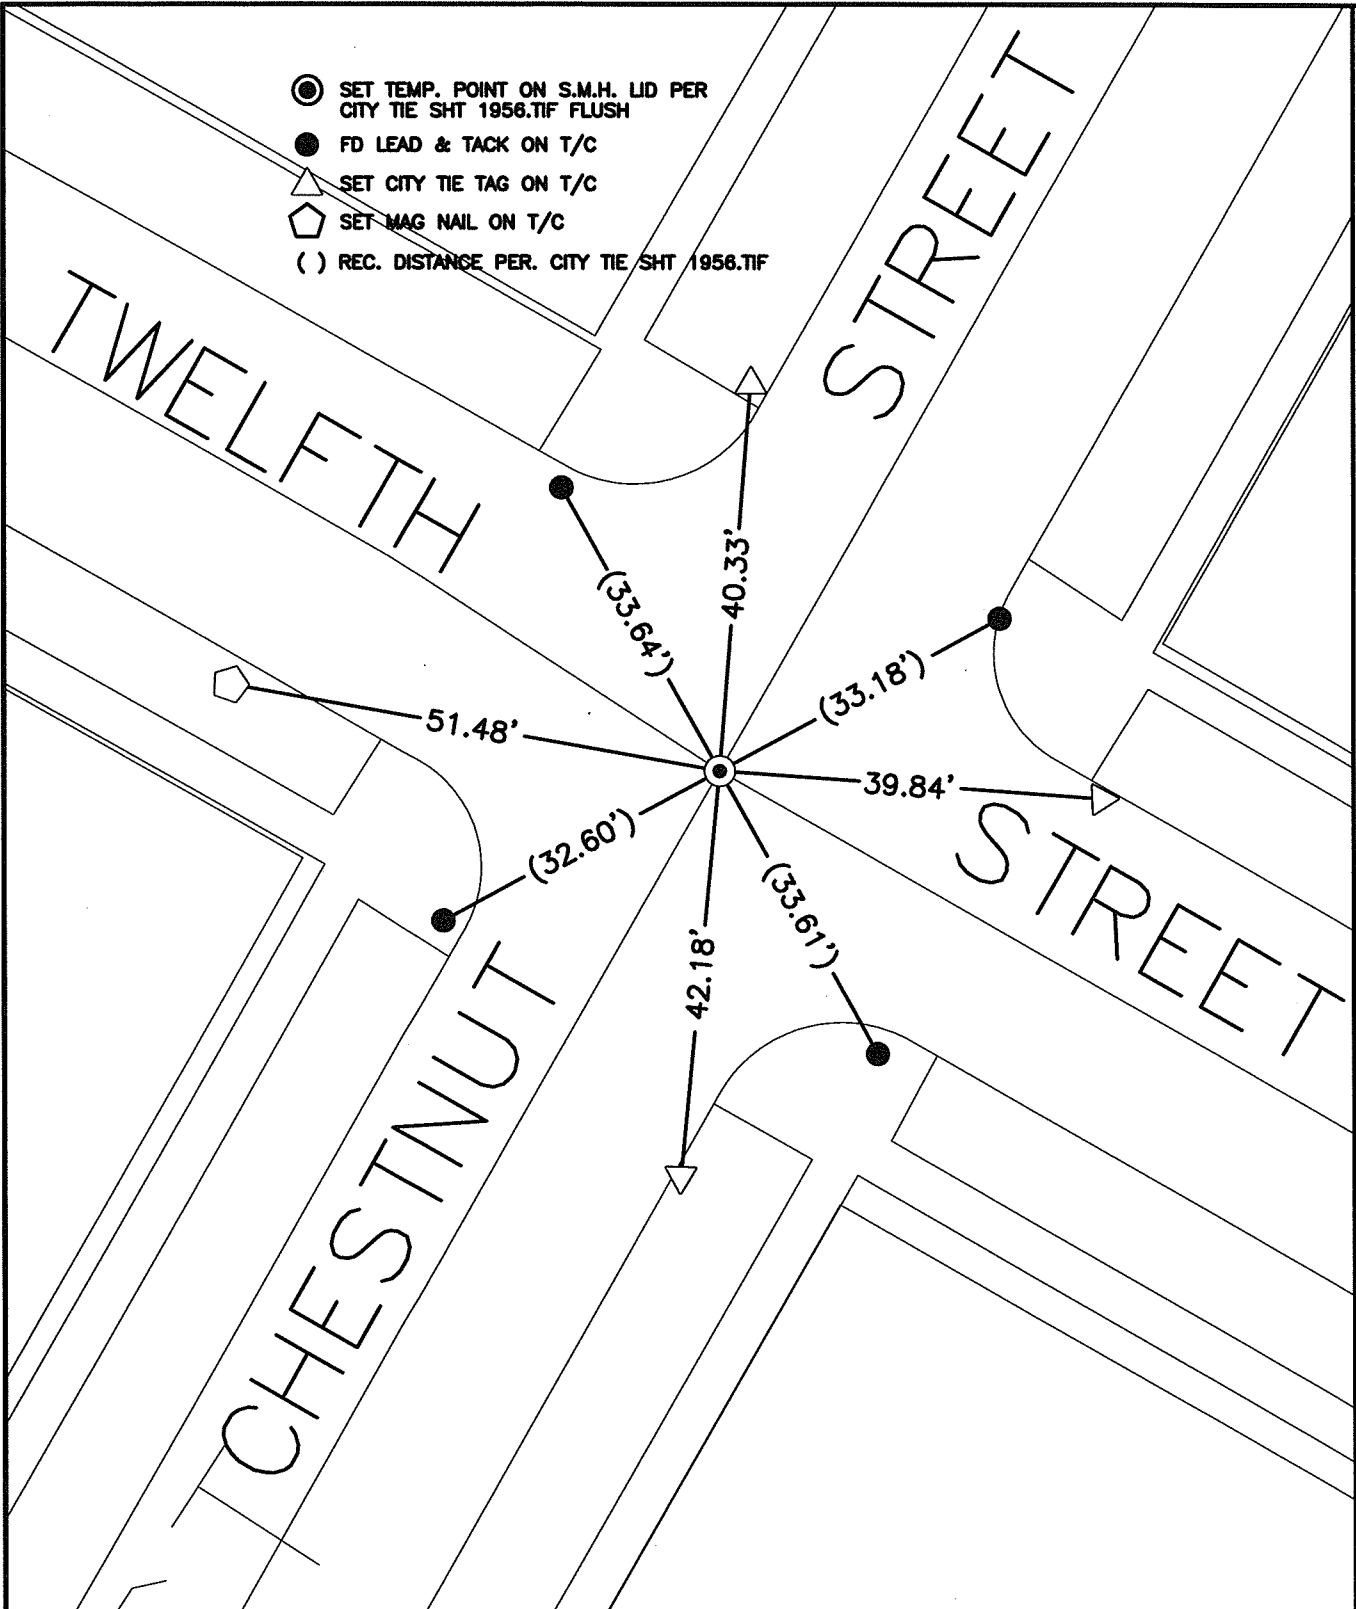 SET TEMP. POINT ON S.M.H. LID PER
CITY TIE SHT 1956.TIF FLUSH
FD LEAD & TACK ON T/C
SET CITY TIE TAG ON T/C
SET MAG NAIL ON T/C
( ) REC. DISTANCE PER. CITY TIE SHT 1956.TIF
TWELFTH
STREET
CHESTNUT
STREET
(33.64')
40.33'
(33.18')
51.48'
39.84'
(32.60')
(33.61')
42.18'